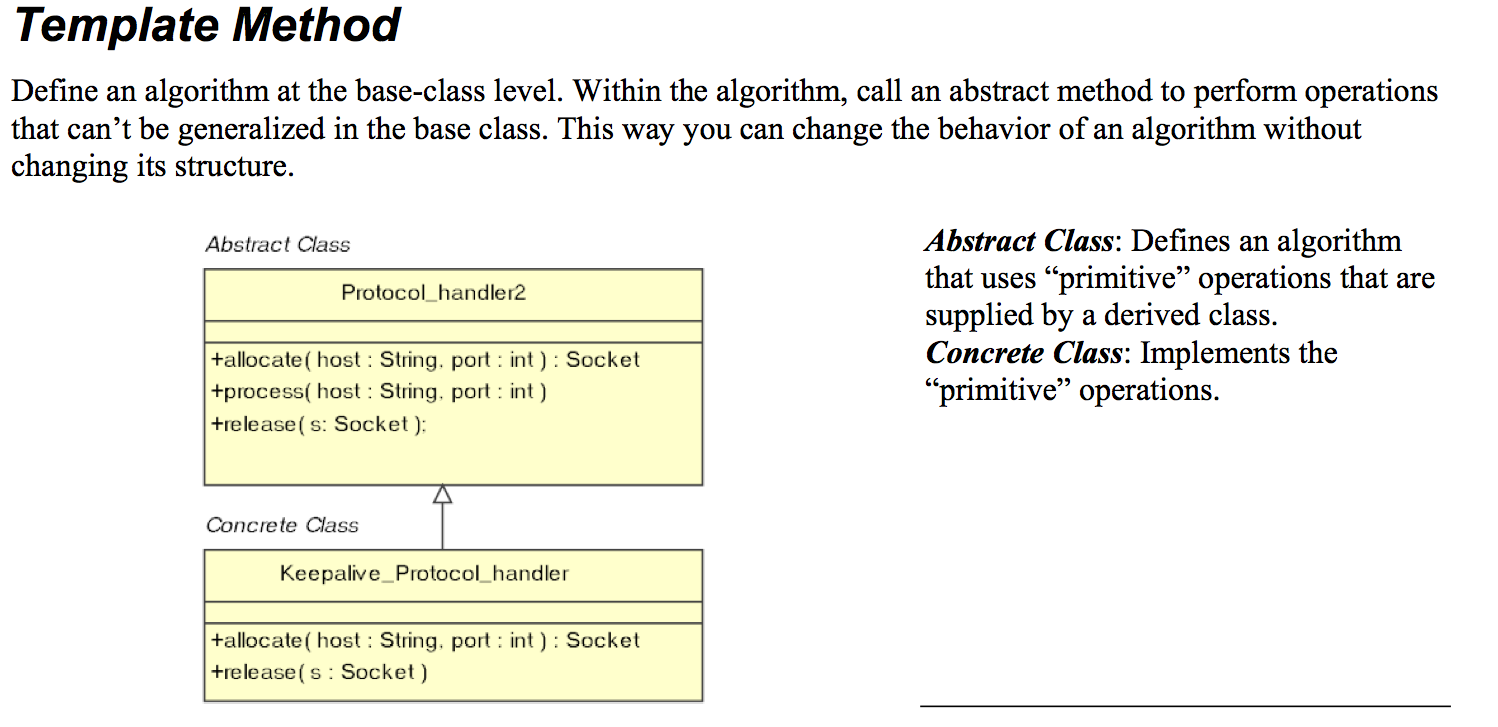 Template Method
Define an algorithm at the base-class level. Within the algorithm, call an abstract method to perform operations
that can’t be generalized in the base class. This way you can change the behavior of an algorithm without
changing its structure.
Abstract Class
Protocol_handler2
+allocate( host : String, port : int ) : Socket
+process( host : String, port : int )
+release( s: Socket );
Concrete Class
Keepalive_Protocol_handler
+allocate( host : String, port : int ) : Socket
+release( s : Socket )
Abstract Class: Defines an algorithm
that uses “primitive” operations that are
supplied by a derived class.
Concrete Class: Implements the
“primitive” operations.